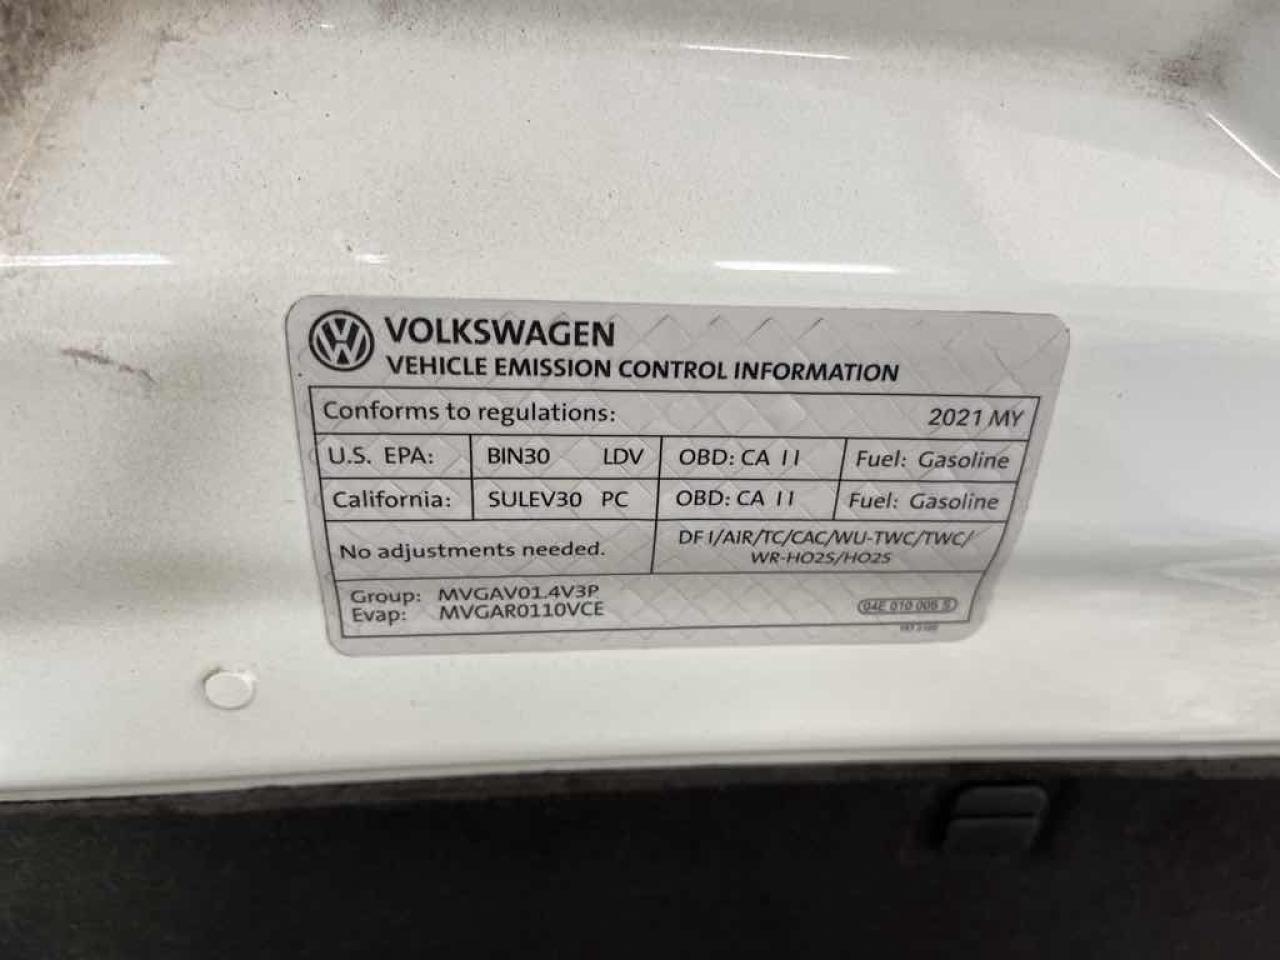 VOLKSWAGEN
VEHICLE EMISSION CONTROL INFORMATION
Conforms to regulations: 2021 MY
U.S. EPA: BIN30 LDV OBD: CA II Fuel: Gasoline
California: SULEV30 PC OBD: CA II Fuel: Gasoline
No adjustments needed.
DFI/AIR/TC/CAC/WU-TWC/TWC/
WR-HO2S/HO2S
Group: MVGAV01.4V3P
Evap: MVGAR0110VCE
04E 010 006 S